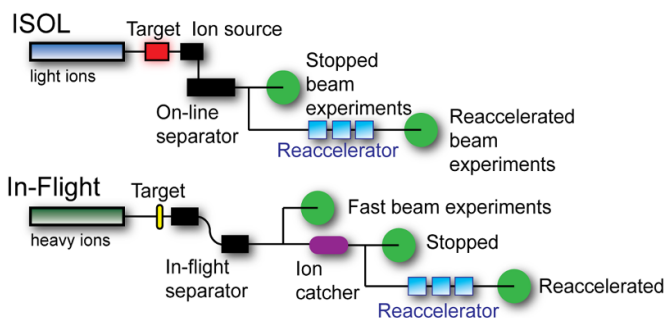 ISOL
Target
Ion source
light ions
Stopped
beam
experiments
On-line
separator
Reaccelerated
beam
experiments
Reaccelerator
In-Flight
Target
heavy ions
Fast beam experiments
Stopped
In-flight
separator
Ion
catcher
Reaccelerated
Reaccelerator